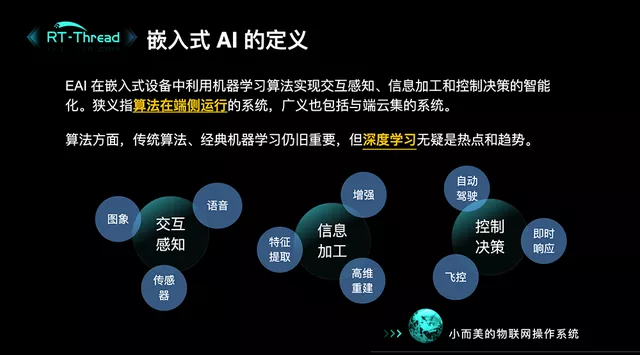 RT-Thread
嵌入式 AI 的定义
EAI 在嵌入式设备中利用机器学习算法实现交互感知、信息加工和控制决策的智能
化。狭义指算法在端侧运行的系统，广义也包括与端云集的系统。
算法方面，传统算法、经典机器学习仍旧重要，但深度学习无疑是热点和趋势。
图象
语音
交互
感知
传感
器
增强
信息
加工
特征
提取
高维
重建
自动
驾驶
控制
决策
即时
响应
飞控
小而美的物联网操作系统